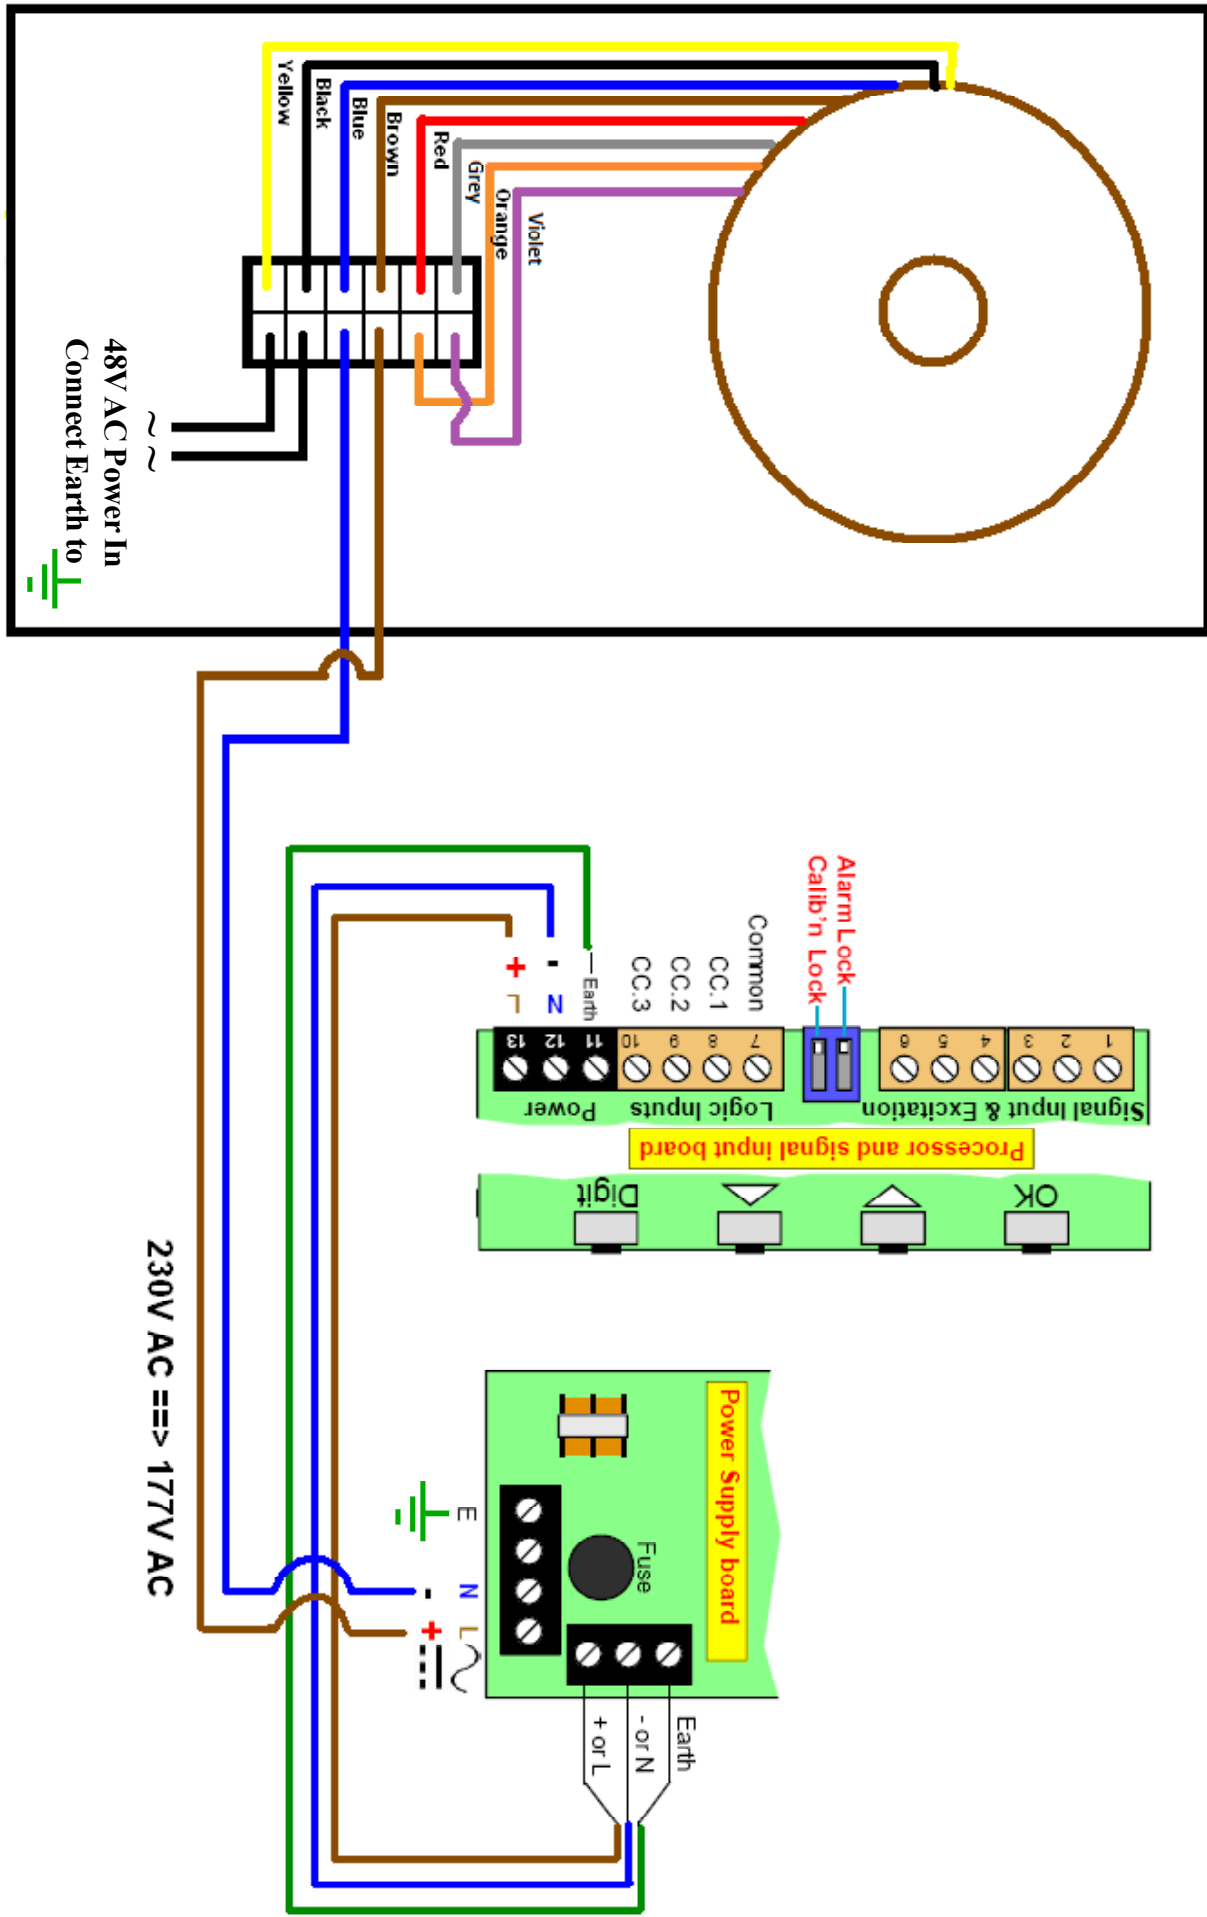 Yellow
Black
Blue
Brown
Red
Grey
Orange
Violet
48V AC Power In
Connect Earth to
~ ~
Alarm Lock
Calib'n Lock
Common
CC.1
CC.2
CC.3
Earth
- N
+ L
1 2 3 4 5 6
7 8 9 10 11 12 13
Signal Input & Excitation
Logic Inputs
Power
Processor and signal input board
OK
Digit
230V AC ==> 177V AC
Power Supply board
Fuse
E
- N
+ L
Earth
- or N
+ or L